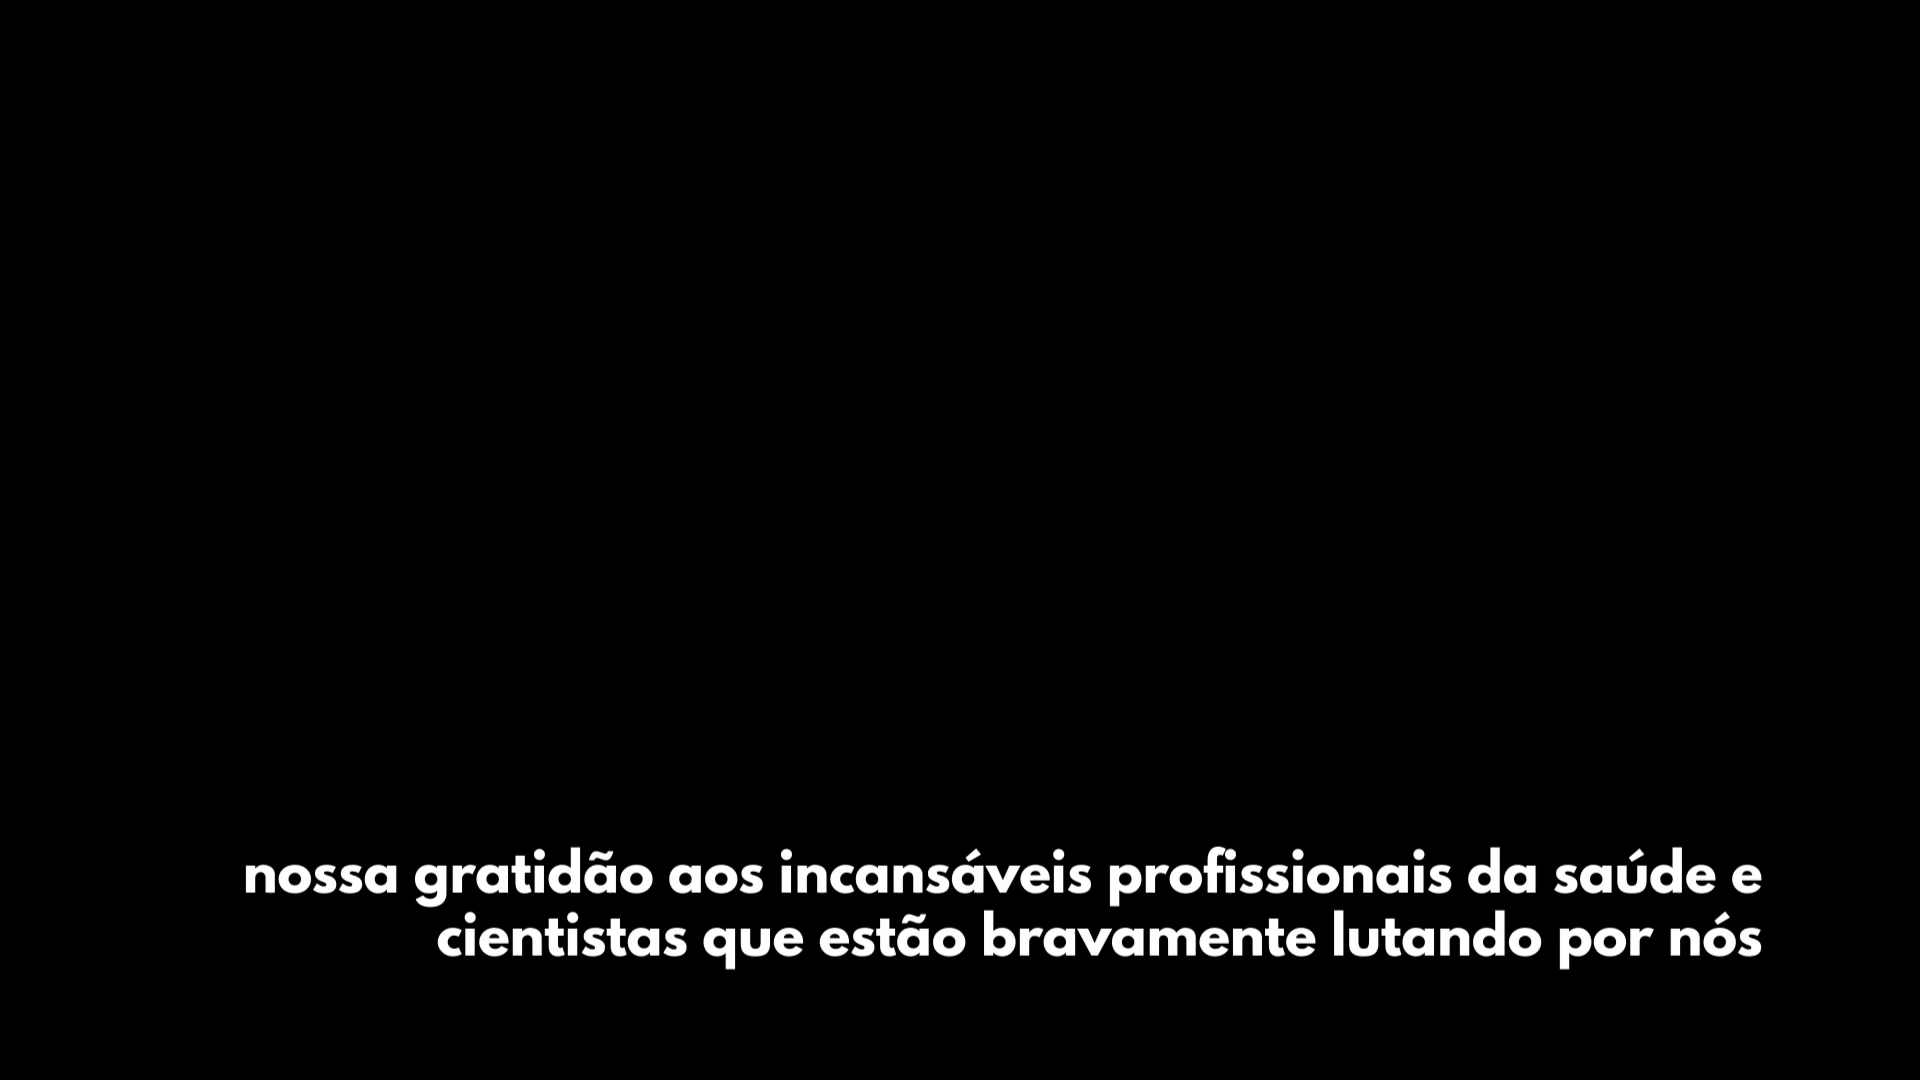 nossa gratidão aos incansáveis profissionais da saúde e
cientistas que estão bravamente lutando por nós